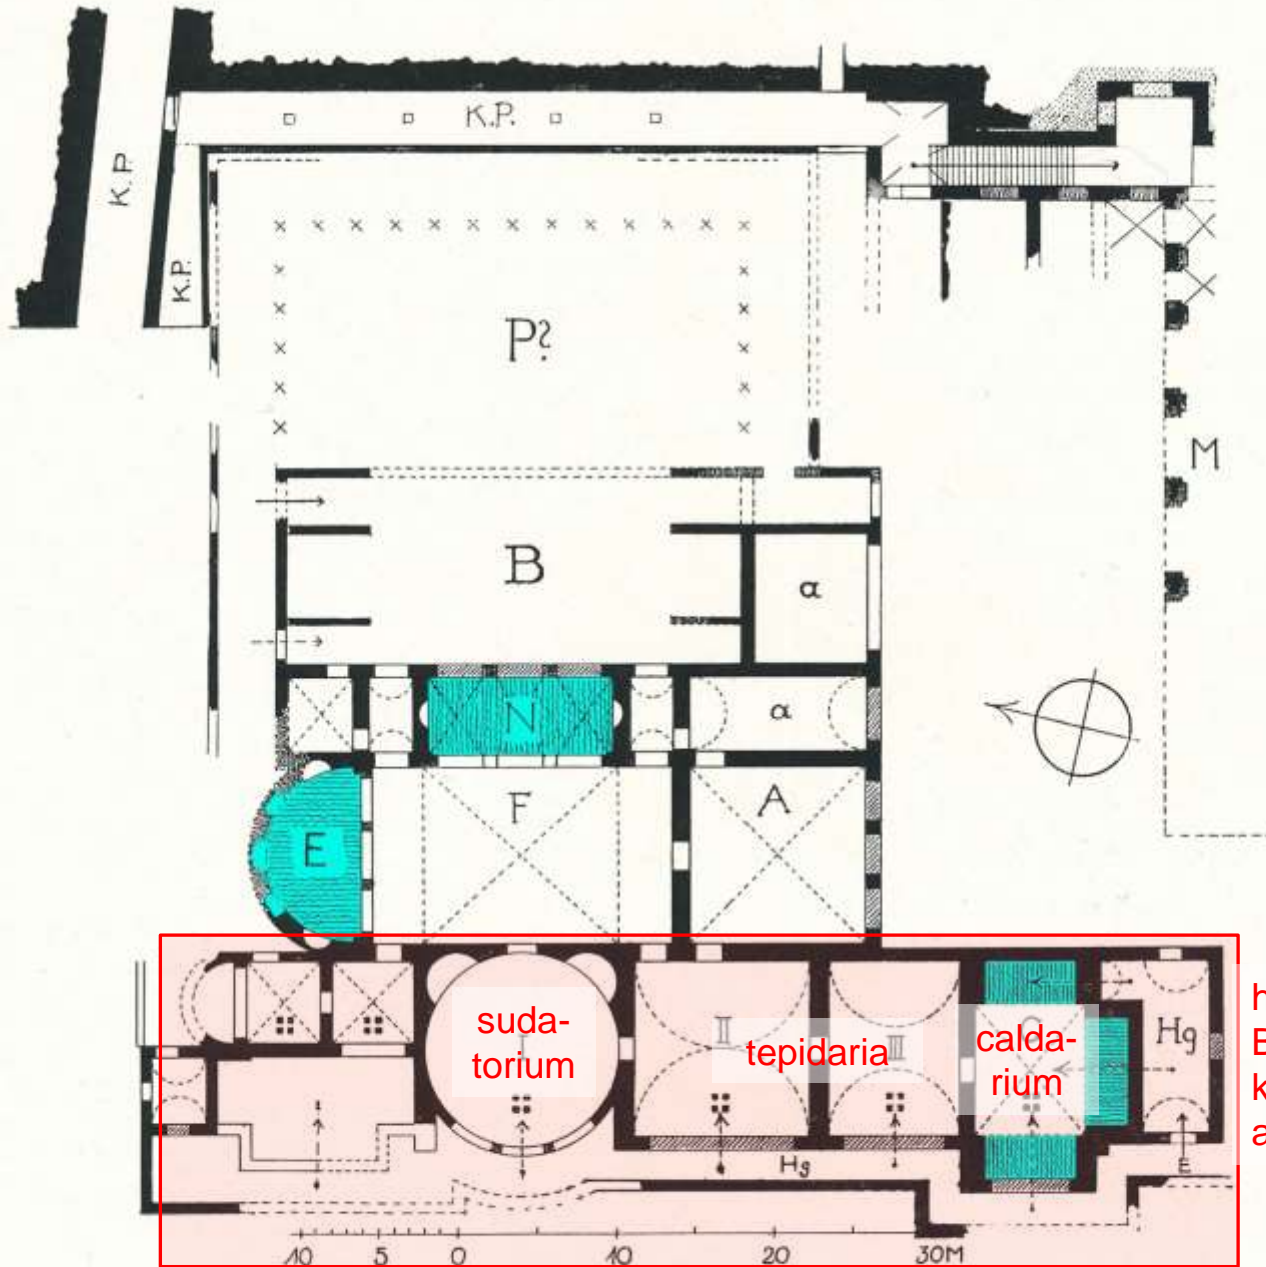 K.P.
K.P.
K.P.
P?
M
B
α
N
α
F
A
E
suda-
torium
I
II
tepidaria
III
calda-
rium
C
Hg
h
B
k
a
Hg
E
10 5 0 10 20 30M